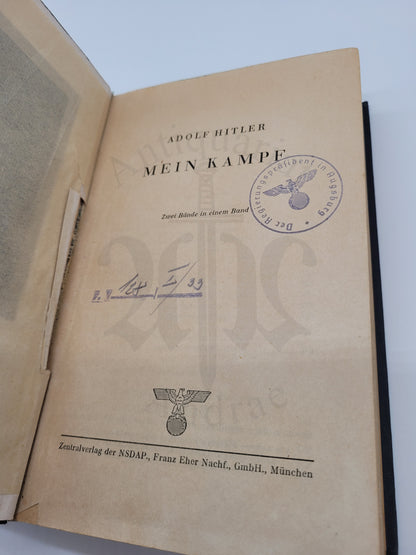 ADOLF HITLER
MEIN KAMPF
Zwei Bände in einem Band
Der Regierungspräsident in Augsburg
Zentralverlag der NSDAP., Franz Eher Nachf., GmbH., München